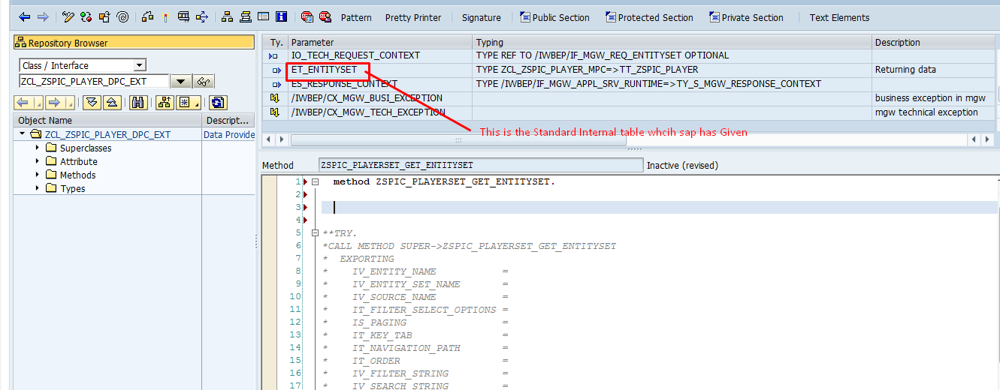 Pattern Pretty Printer Signature Public Section Protected Section Private Section Text Elements
Repository Browser
Class / Interface
ZCL_ZSPIC_PLAYER_DPC_EXT
Object Name Descript...
ZCL_ZSPIC_PLAYER_DPC_EXT Data Provide
Superclasses
Attribute
Methods
Types
Ty. Parameter Typing Description
IO_TECH_REQUEST_CONTEXT TYPE REF TO /IWBEP/IF_MGW_REQ_ENTITYSET OPTIONAL
ET_ENTITYSET TYPE ZCL_ZSPIC_PLAYER_MPC=>TT_ZSPIC_PLAYER Returning data
ES_RESPONSE_CONTEXT TYPE /IWBEP/IF_MGW_APPL_SRV_RUNTIME=>TY_S_MGW_RESPONSE_CONTEXT
/IWBEP/CX_MGW_BUSI_EXCEPTION business exception in mgw
/IWBEP/CX_MGW_TECH_EXCEPTION mgw technical exception
This is the Standard Internal table whcih sap has Given
Method ZSPIC_PLAYERSET_GET_ENTITYSET Inactive (revised)
1 method ZSPIC_PLAYERSET_GET_ENTITYSET.
2
3
4
5 **TRY.
6 *CALL METHOD SUPER->ZSPIC_PLAYERSET_GET_ENTITYSET
7 * EXPORTING
8 * IV_ENTITY_NAME =
9 * IV_ENTITY_SET_NAME =
10 * IV_SOURCE_NAME =
11 * IT_FILTER_SELECT_OPTIONS =
12 * IS_PAGING =
13 * IT_KEY_TAB =
14 * IT_NAVIGATION_PATH =
15 * IT_ORDER =
16 * IV_FILTER_STRING =
17 * IV_SEARCH_STRING =